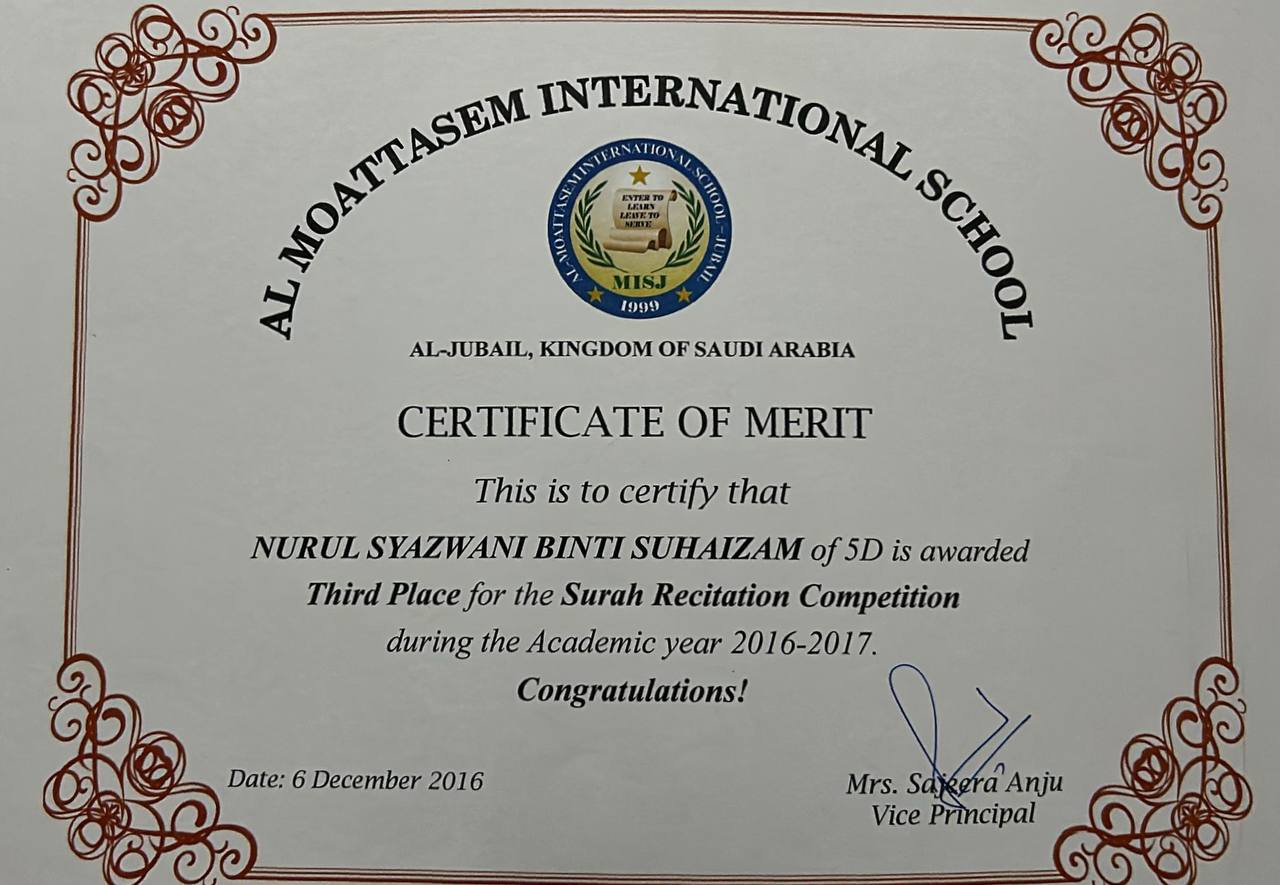 AL MOATTASEM INTERNATIONAL SCHOOL
AL-MOATTASEM INTERNATIONAL SCHOOL - JUBAIL
ENTER TO
LEARN
LEAVE TO
SERVE
MISJ
1999
AL-JUBAIL, KINGDOM OF SAUDI ARABIA
CERTIFICATE OF MERIT
This is to certify that
NURUL SYAZWANI BINTI SUHAIZAM of 5D is awarded
Third Place for the Surah Recitation Competition
during the Academic year 2016-2017.
Congratulations!
Date: 6 December 2016
Mrs. Sajeera Anju
Vice Principal